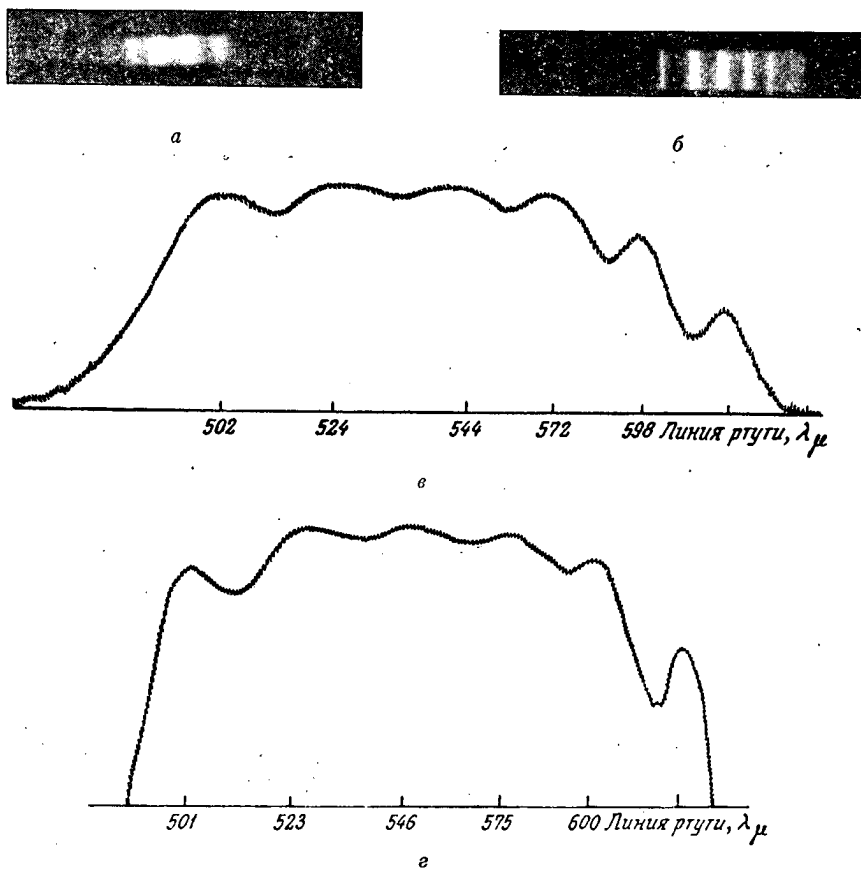 а
б
502 524 544 572 598 Линия ртути, λμ
в
501 523 546 575 600 Линия ртути, λμ
г